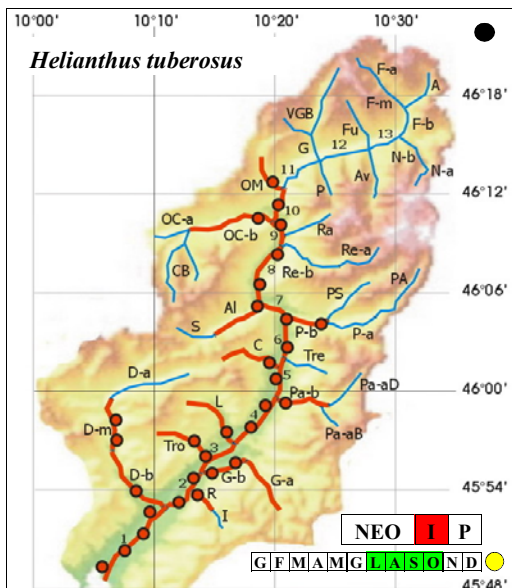 10°00' 10°10' 10°20' 10°30'
Helianthus tuberosus
F-a
A
46°18'
VGB
F-m
Fu
F-b
13
12
G
N-b
N-a
11
OM
P
Av
46°12'
OC-a
10
Ra
OC-b
9
Re-a
CB
8
Re-b
PA
PS
46°06'
Al
7
S
P-b
P-a
6
C
Tre
D-a
5
46°00'
Pa-b
Pa-aD
L
D-m
4
Pa-aB
Tro
3
D-b
2
G-b
G-a
45°54'
R
I
1
NEO I P
G F M A M G L A S O N D
45°48'